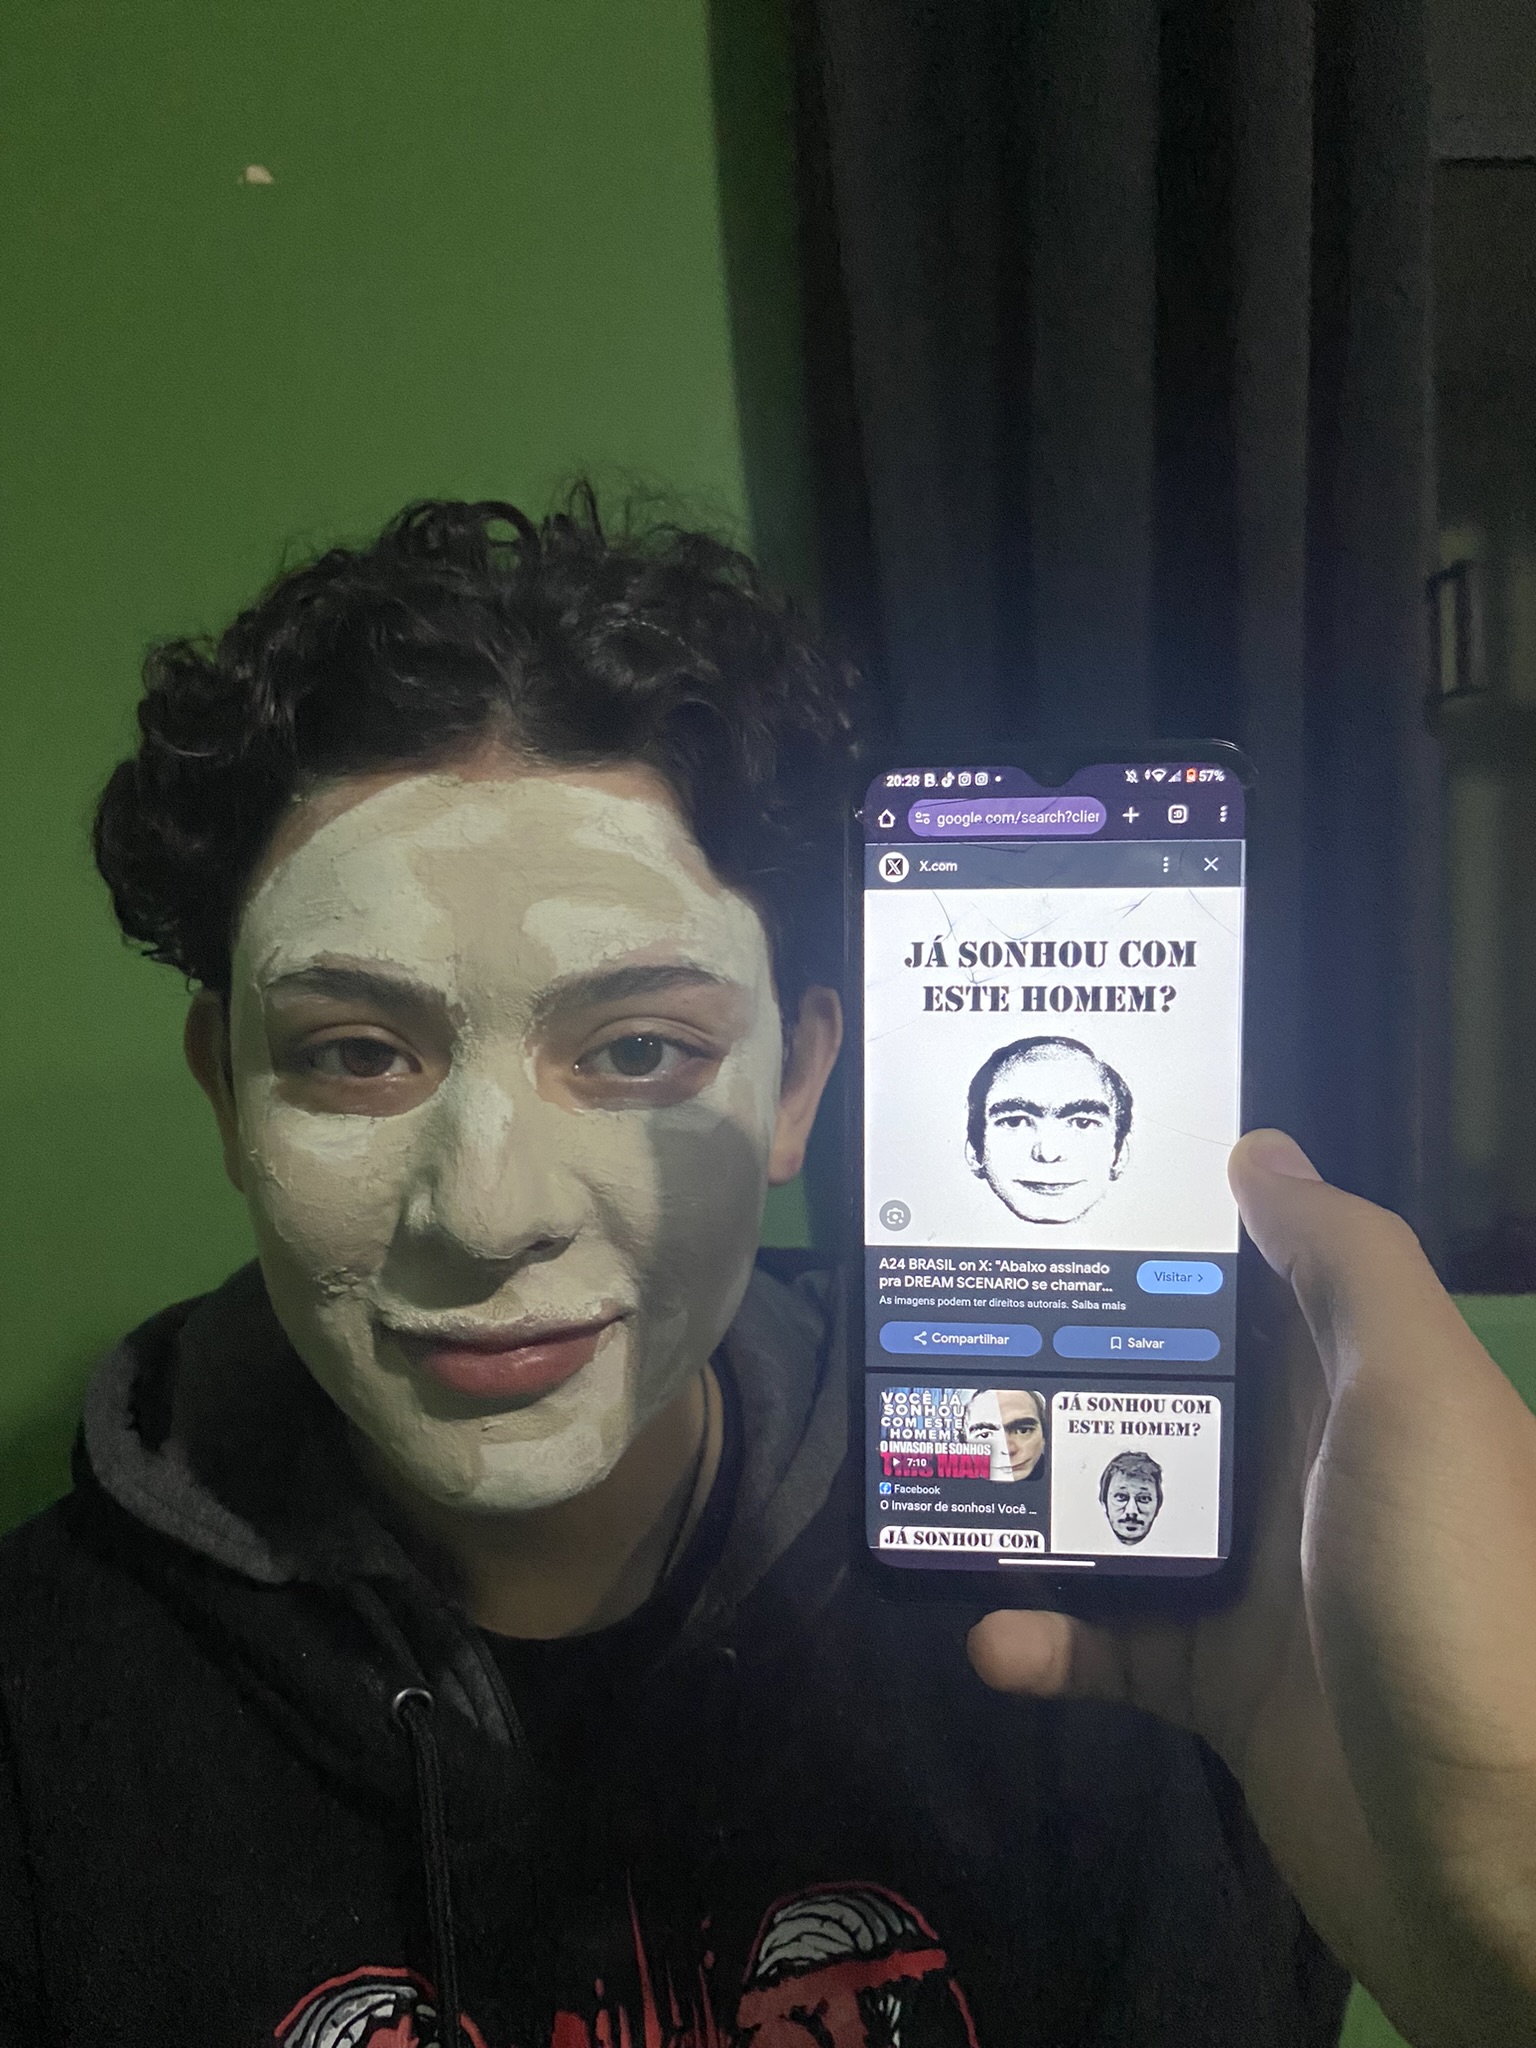 20:28 B.
57%
google.com/search?clier
:D
X.com
JÁ SONHOU COM
ESTE HOMEM?
A24 BRASIL on X: "Abaixo assinado
pra DREAM SCENARIO se chamar...
Visitar >
As imagens podem ter direitos autorais. Saiba mais
Compartilhar
Salvar
VOCÊ JÁ
SONHOU
COM ESTE
HOMEM?
O INVASOR DE SONHOS
THIS MAN
7:10
Facebook
O Invasor de sonhos! Você ...
JÁ SONHOU COM
JÁ SONHOU COM
ESTE HOMEM?